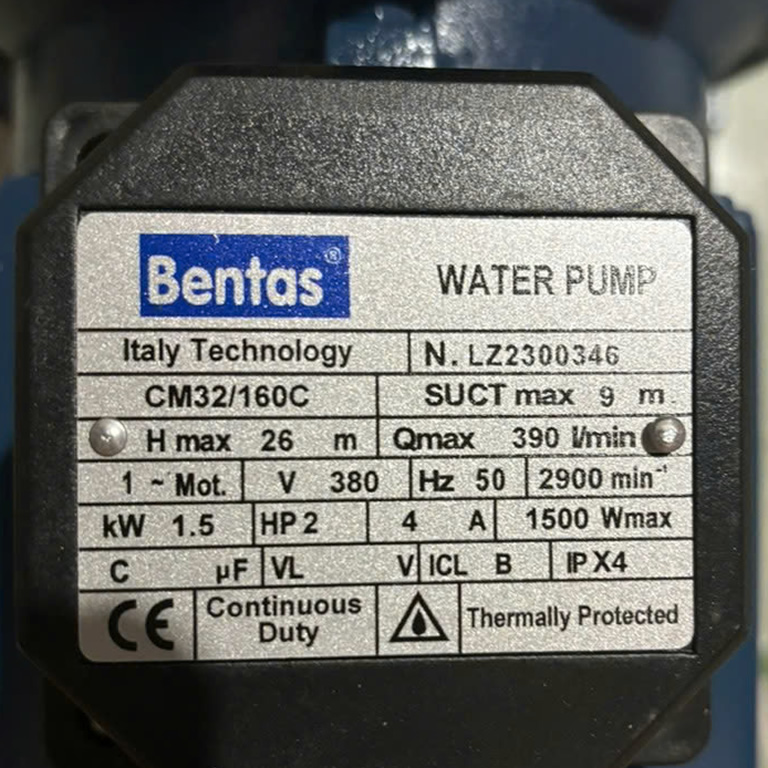 Bentas®
WATER PUMP
Italy Technology N. LZ2300346
CM32/160C SUCT max 9 m
H max 26 m Qmax 390 l/min
1 ~ Mot. V 380 Hz 50 2900 min⁻¹
kW 1.5 HP 2 4 A 1500 Wmax
C µF VL V ICL B IP X4
CE Continuous Duty Thermally Protected